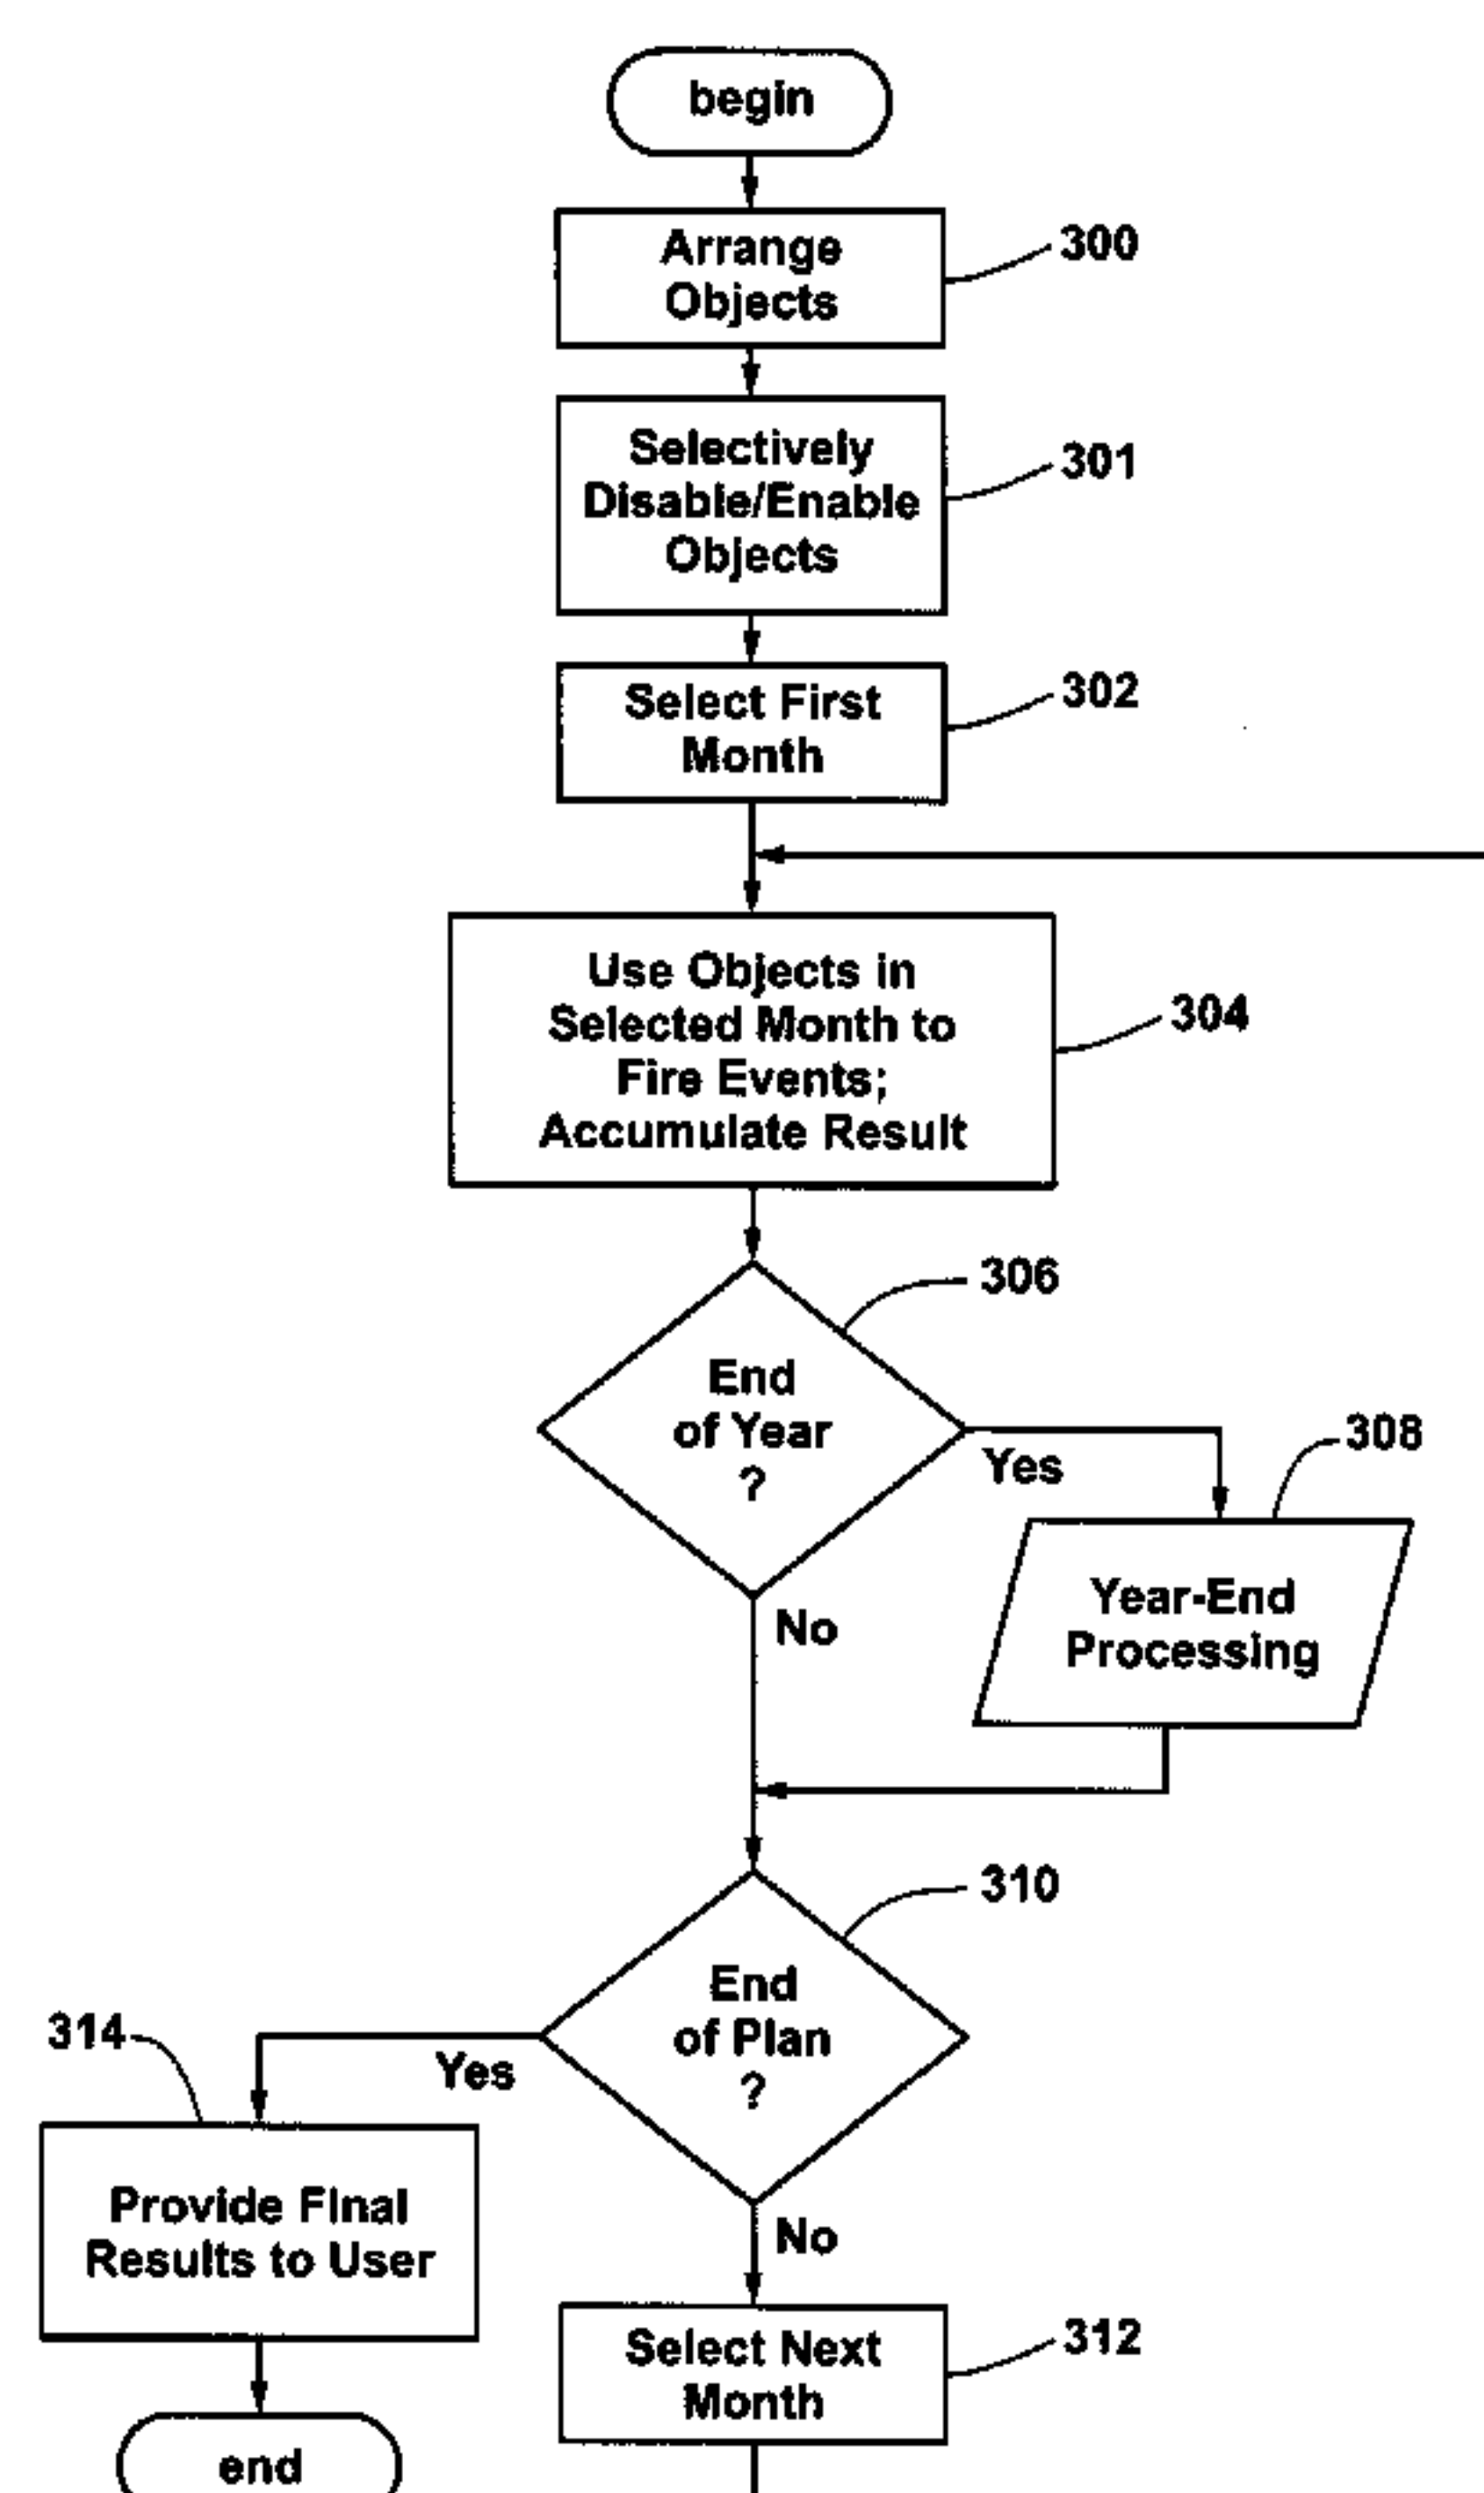 begin
Arrange
Objects
300
Selectively
Disable/Enable
Objects
301
Select First
Month
302
Use Objects in
Selected Month to
Fire Events;
Accumulate Result
304
End
of Year
?
306
Yes
308
Year-End
Processing
No
End
of Plan
?
310
Yes
314
Provide Final
Results to User
No
Select Next
Month
312
end